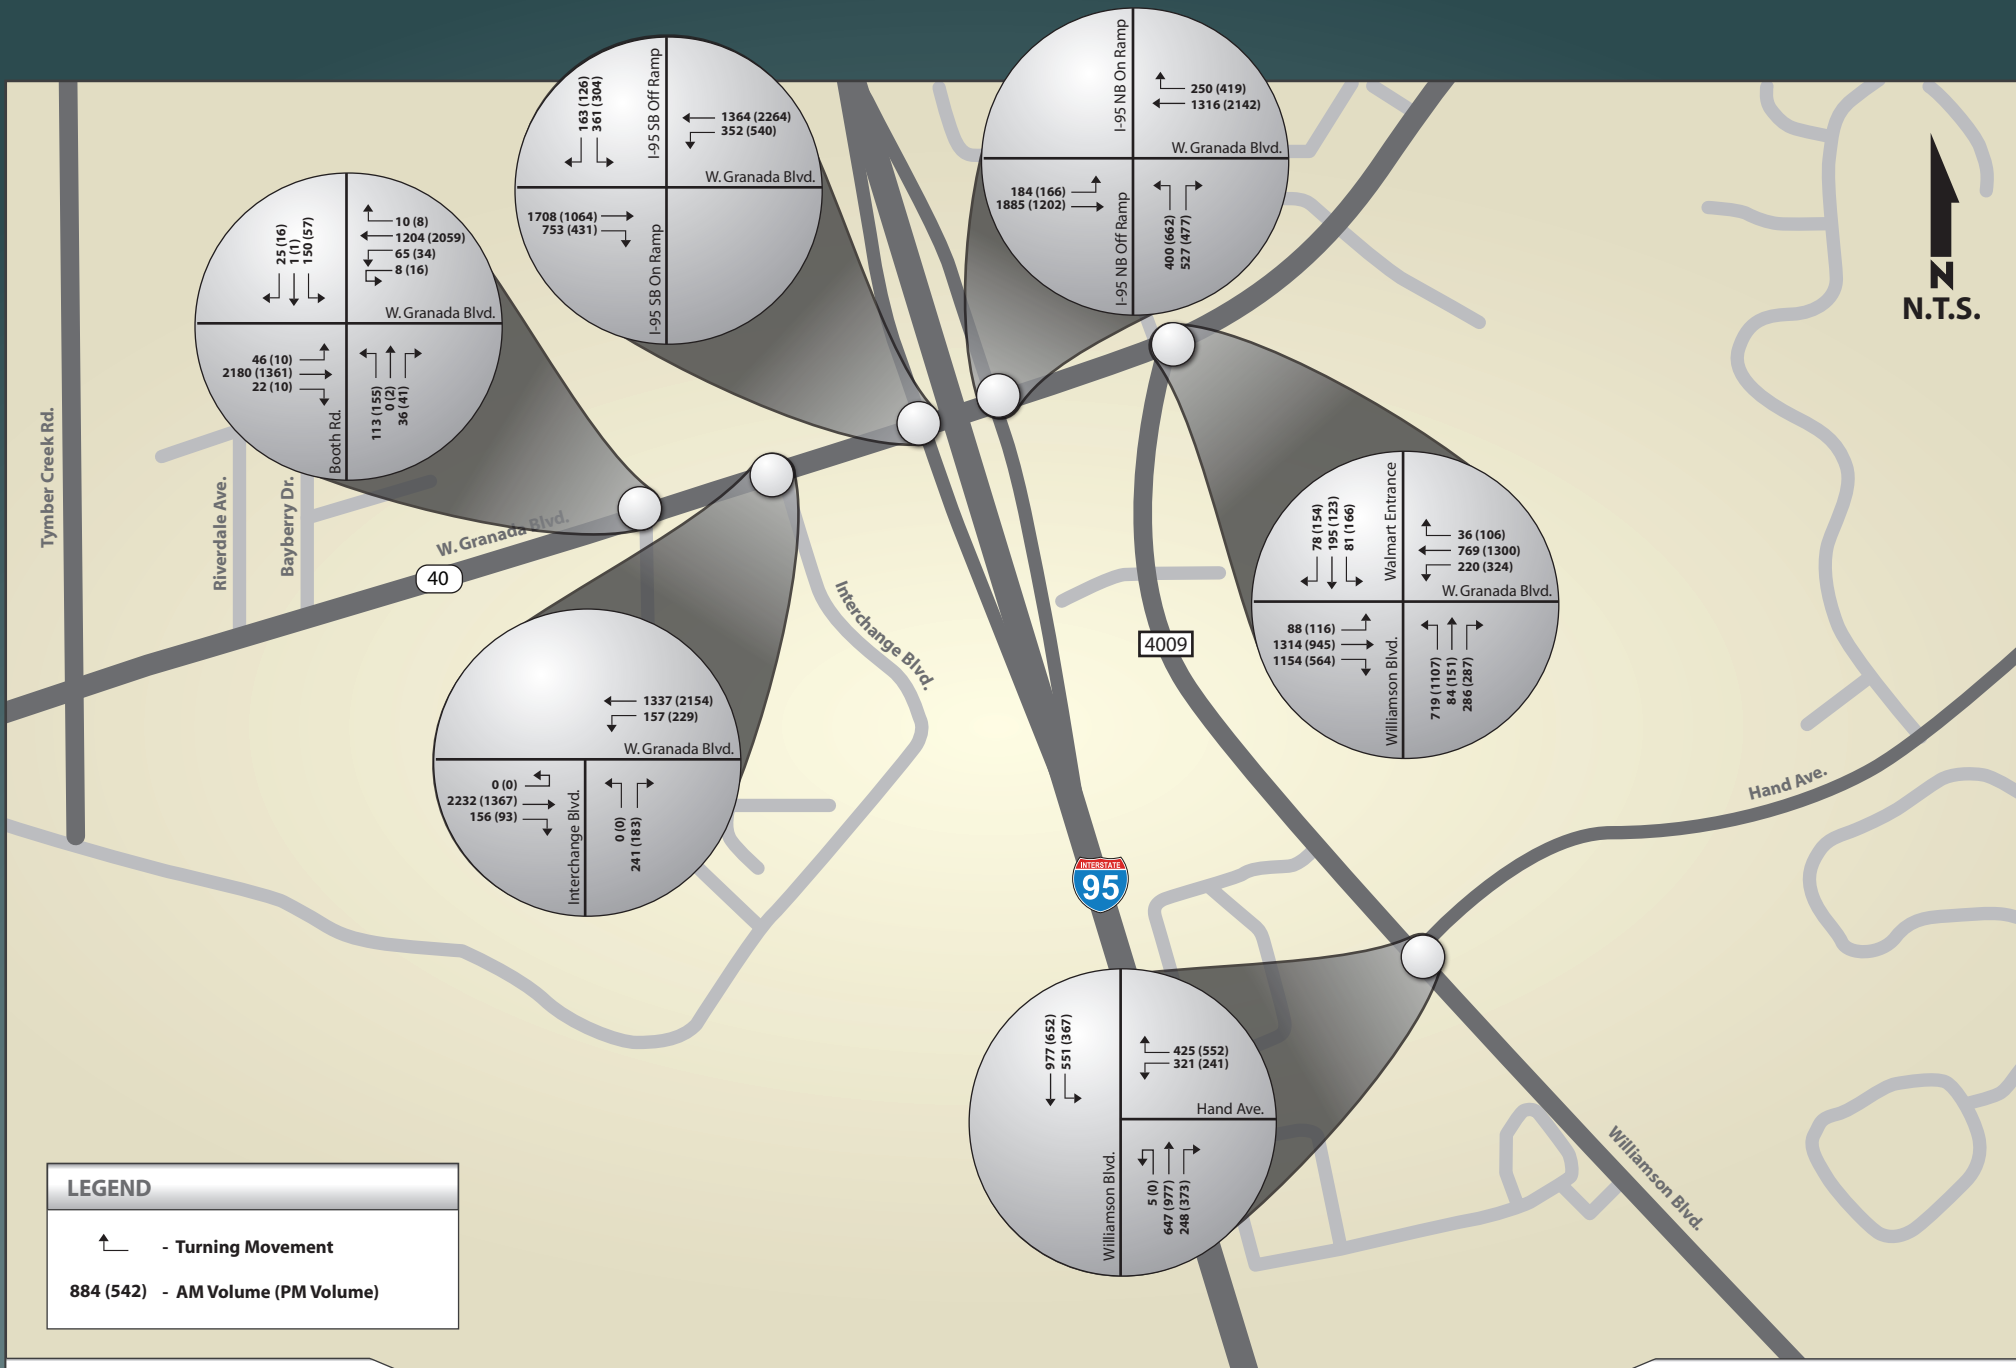 I-95 NB On Ramp
250 (419)
1316 (2142)
W. Granada Blvd.
184 (166)
1885 (1202)
I-95 NB Off Ramp
400 (662)
527 (477)
163 (126)
361 (304)
I-95 SB Off Ramp
1364 (2264)
352 (540)
W. Granada Blvd.
1708 (1064)
753 (431)
I-95 SB On Ramp
25 (16)
1 (1)
150 (57)
10 (8)
1204 (2059)
65 (34)
8 (16)
W. Granada Blvd.
46 (10)
2180 (1361)
22 (10)
Booth Rd.
113 (155)
0 (2)
36 (41)
N
N.T.S.
Tymber Creek Rd.
Riverdale Ave.
Bayberry Dr.
W. Granada Blvd.
40
Interchange Blvd.
4009
78 (154)
195 (123)
81 (166)
Walmart Entrance
36 (106)
769 (1300)
220 (324)
W. Granada Blvd.
88 (116)
1314 (945)
1154 (564)
Williamson Blvd.
719 (1107)
84 (151)
286 (287)
1337 (2154)
157 (229)
W. Granada Blvd.
0 (0)
2232 (1367)
156 (93)
Interchange Blvd.
0 (0)
241 (183)
Hand Ave.
INTERSTATE
95
977 (652)
551 (367)
425 (552)
321 (241)
Hand Ave.
Williamson Blvd.
5 (0)
647 (977)
248 (373)
Williamson Blvd.
LEGEND
- Turning Movement
884 (542) - AM Volume (PM Volume)